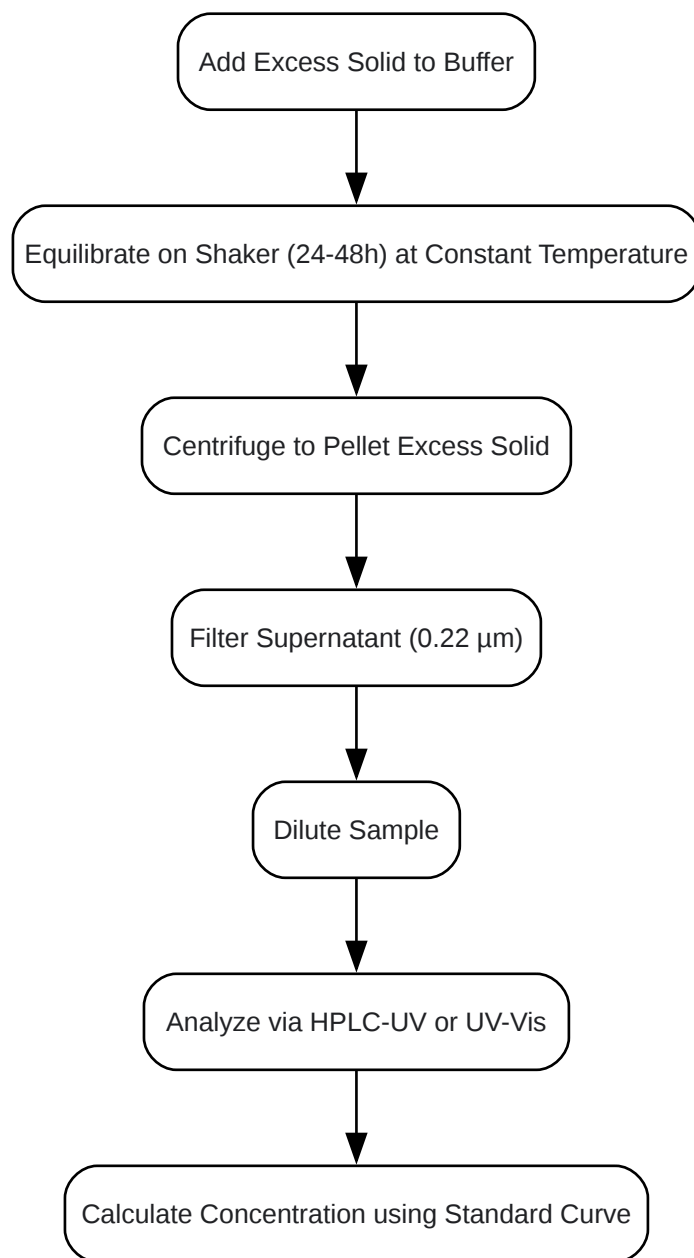 Add Excess Solid to Buffer
Equilibrate on Shaker (24-48h) at Constant Temperature
Centrifuge to Pellet Excess Solid
Filter Supernatant (0.22 µm)
Dilute Sample
Analyze via HPLC-UV or UV-Vis
Calculate Concentration using Standard Curve